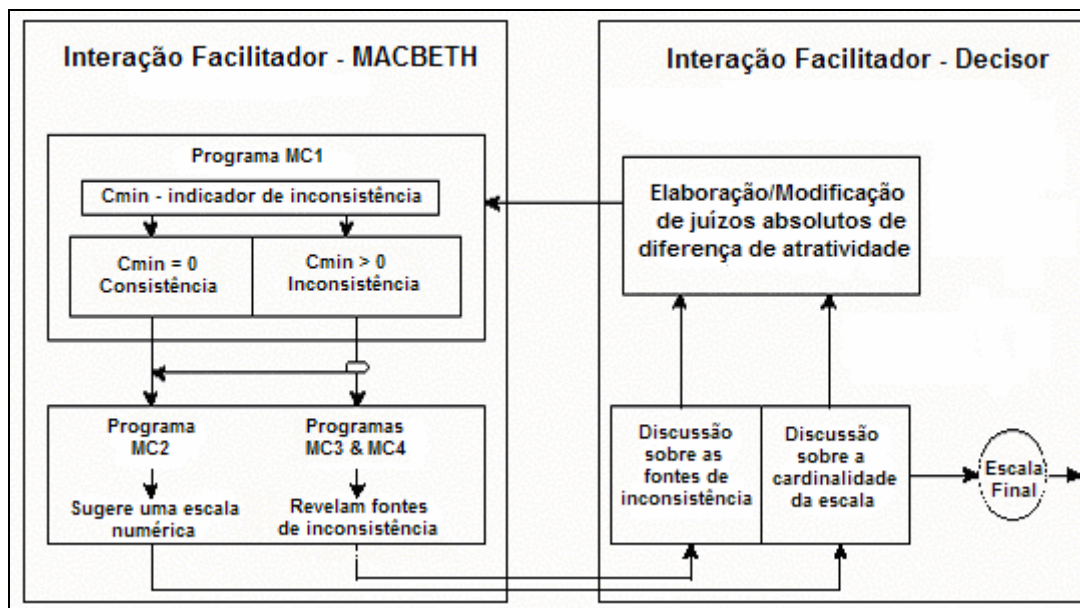 Interação Facilitador - MACBETH
Programa MC1
Cmin - indicador de inconsistência
Cmin = 0
Consistência
Cmin > 0
Inconsistência
Programa
MC2
Sugere uma escala
numérica
Programas
MC3 & MC4
Revelam fontes
de inconsistência
Interação Facilitador - Decisor
Elaboração/Modificação
de juízos absolutos de
diferença de atratividade
Discussão
sobre as
fontes de
inconsistência
Discussão
sobre a
cardinalidade
da escala
Escala
Final